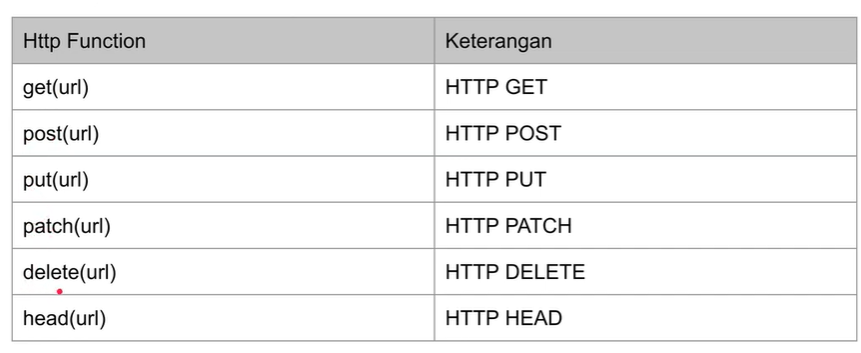 Http Function Keterangan
get(url) HTTP GET
post(url) HTTP POST
put(url) HTTP PUT
patch(url) HTTP PATCH
delete(url) HTTP DELETE
head(url) HTTP HEAD